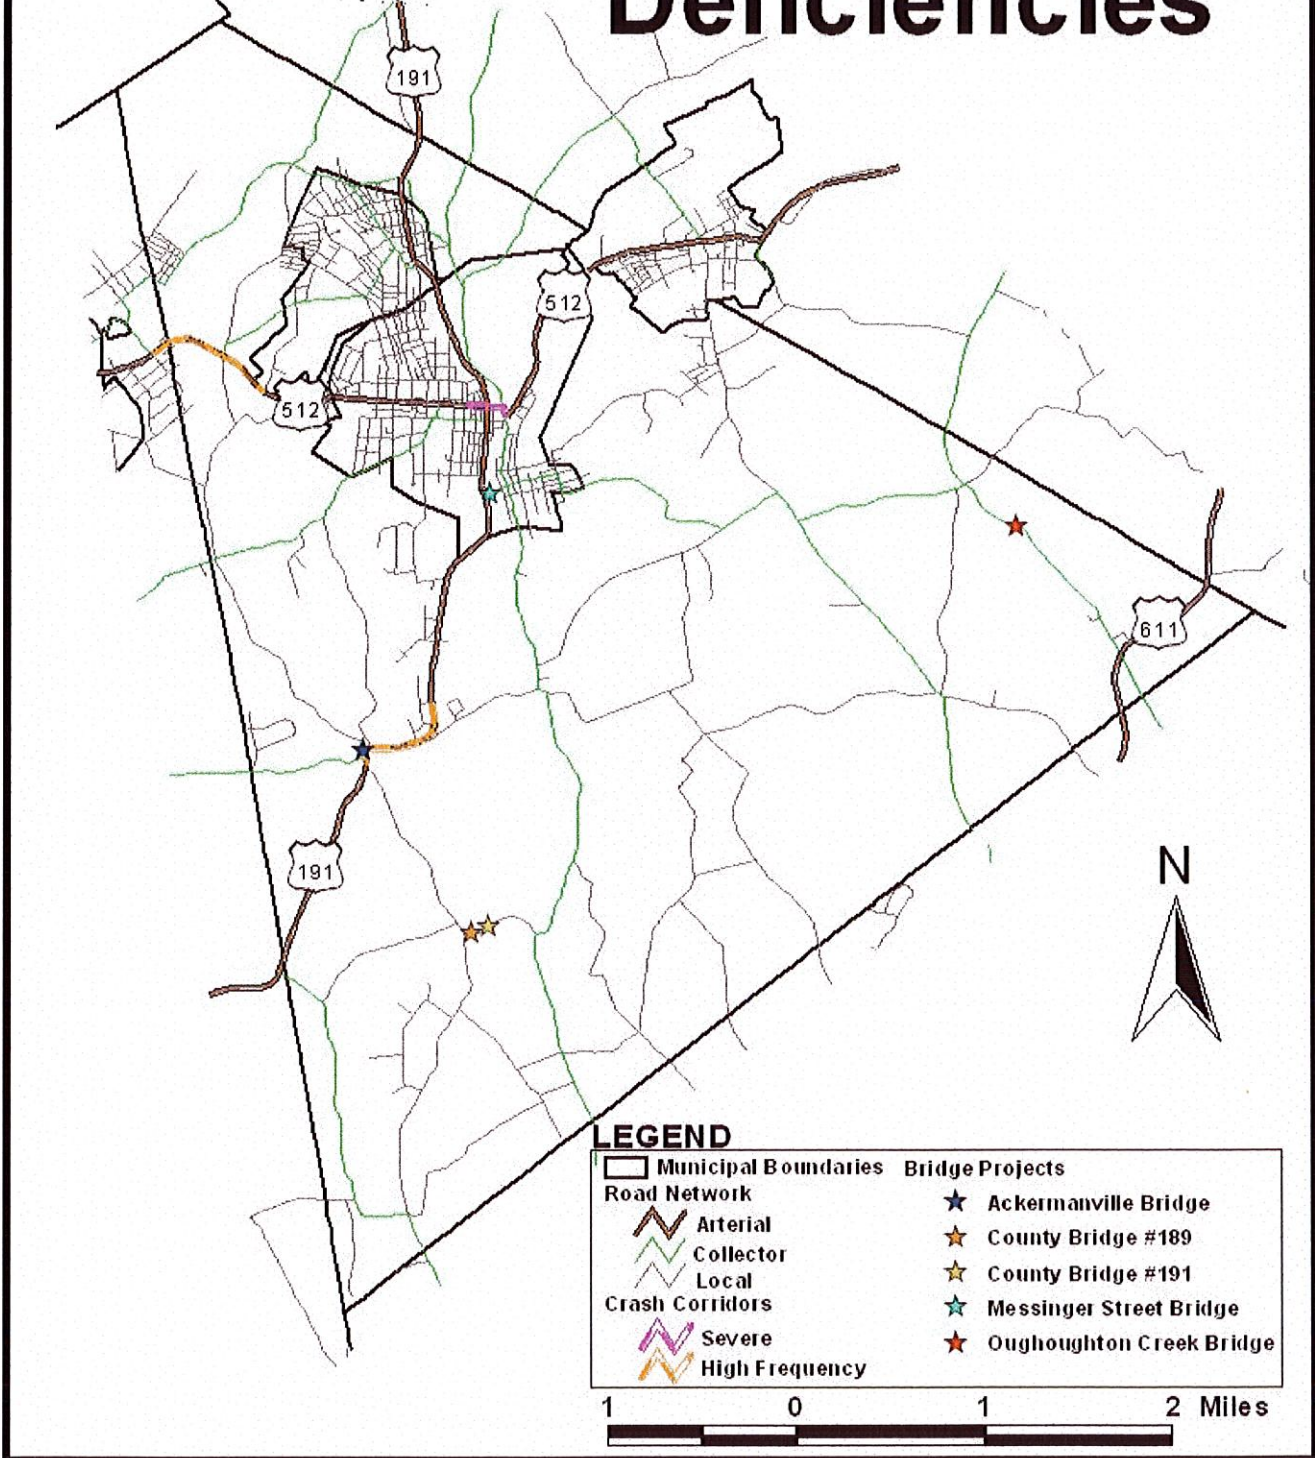 Deficiencies
191
512
512
611
191
N
LEGEND
Municipal Boundaries
Road Network
Arterial
Collector
Local
Crash Corridors
Severe
High Frequency
Bridge Projects
Ackermanville Bridge
County Bridge #189
County Bridge #191
Messinger Street Bridge
Oughoughton Creek Bridge
1 0 1 2 Miles